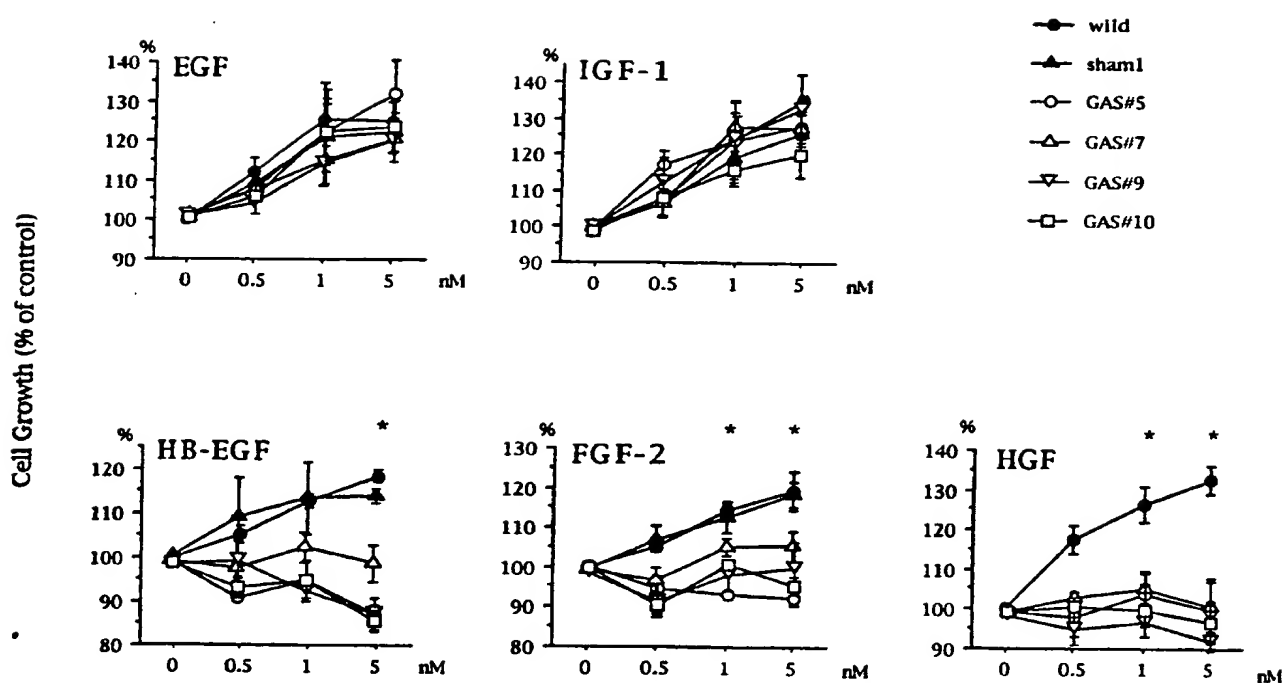 Cell Growth (% of control)
%
EGF
140
130
120
110
100
90
0 0.5 1 5 nM
%
IGF-1
140
130
120
110
100
90
0 0.5 1 5 nM
wild
sham1
GAS#5
GAS#7
GAS#9
GAS#10
%
HB-EGF
*
120
110
100
90
80
0 0.5 1 5 nM
%
FGF-2
* *
130
120
110
100
90
80
0 0.5 1 5 nM
%
HGF
* *
140
130
120
110
100
90
0 0.5 1 5 nM